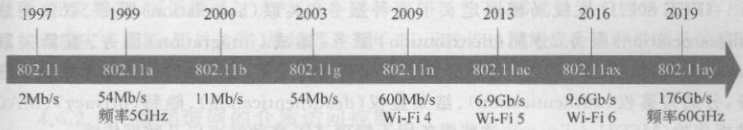 1997 1999 2000 2003 2009 2013 2016 2019
802.11 802.11a 802.11b 802.11g 802.11n 802.11ac 802.11ax 802.11ay
2Mb/s 54Mb/s 11Mb/s 54Mb/s 600Mb/s 6.9Gb/s 9.6Gb/s 176Gb/s
频率5GHz Wi-Fi 4 Wi-Fi 5 Wi-Fi 6 频率60GHz